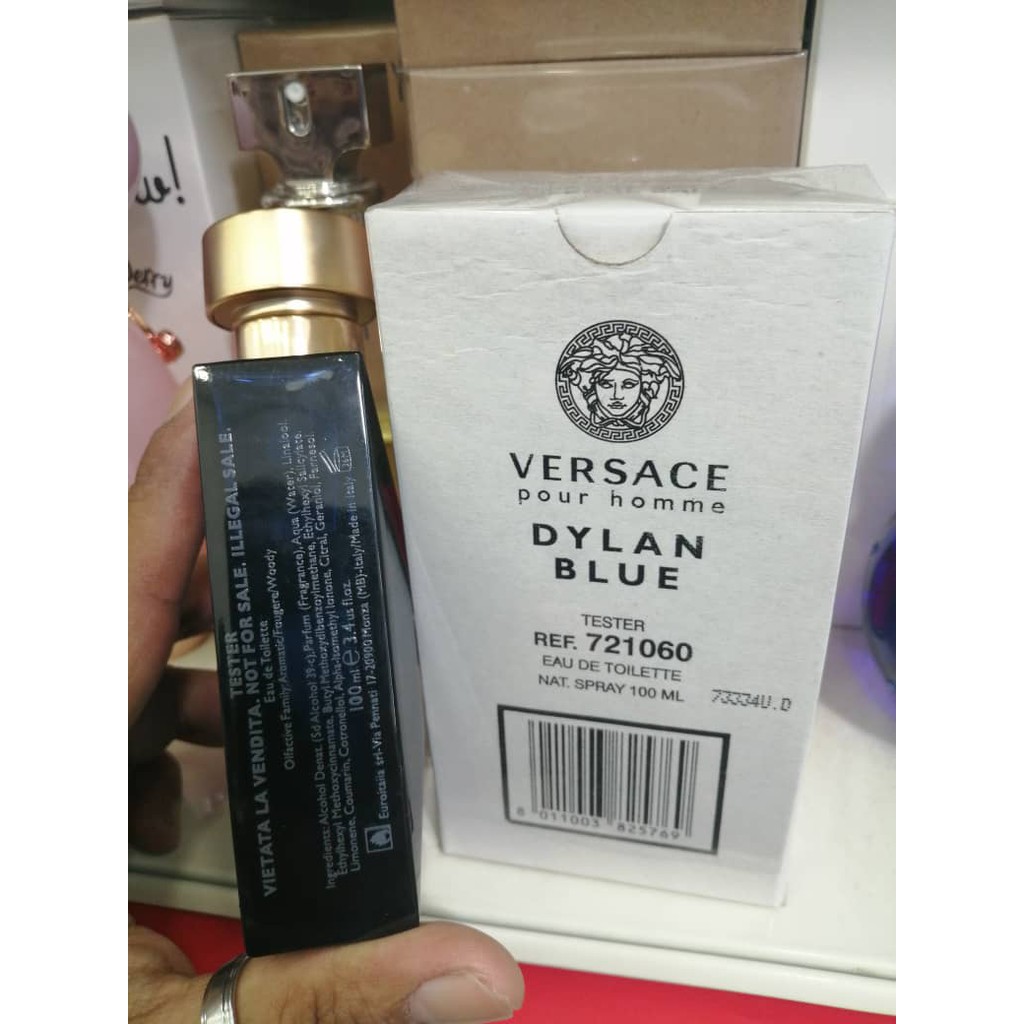 TESTER
VIETATA LA VENDITA. NOT FOR SALE. ILLEGAL SALE.
Eau de Toilette
Olfactive Family: Aromatic/Fougere/Woody
Ingredients: Alcohol Denat. (Sd Alcohol 39-c), Parfum (Fragrance), Aqua (Water), Linalool,
Ethylhexyl Methoxycinnamate, Butyl Methoxydibenzoylmethane, Ethylhexyl Salicylate,
Limonene, Coumarin, Citronellol, Alpha-Isomethyl Ionone, Citral, Geraniol, Farnesol.
100 ml e 3.4 us fl.oz.
Euroitalia srl-Via Pennati 17-20900 Monza (MB)-Italy/Made in Italy 36M
VERSACE
pour homme
DYLAN
BLUE
TESTER
REF. 721060
EAU DE TOILETTE
NAT. SPRAY 100 ML
73334U.D
8 011003 825769